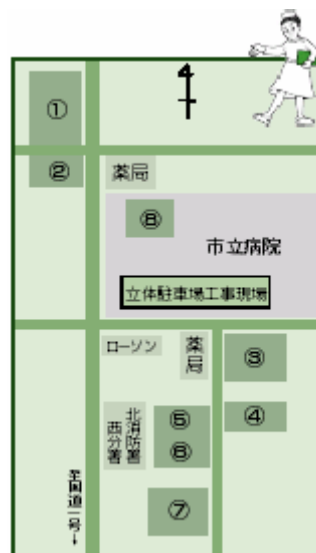 4
①
②
薬局
⑧
市立病院
立体駐車場工事現場
ローソン
薬局
③
④
北消防署
西分署
⑤
⑥
⑦
至国道一号→